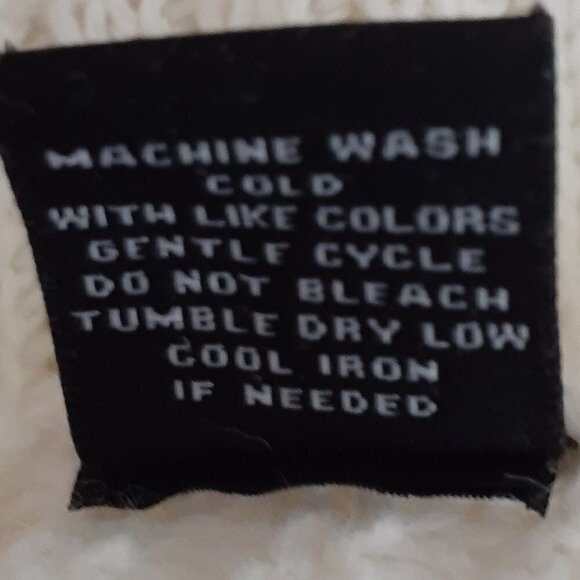 MACHINE WASH
COLD
WITH LIKE COLORS
GENTLE CYCLE
DO NOT BLEACH
TUMBLE DRY LOW
COOL IRON
IF NEEDED